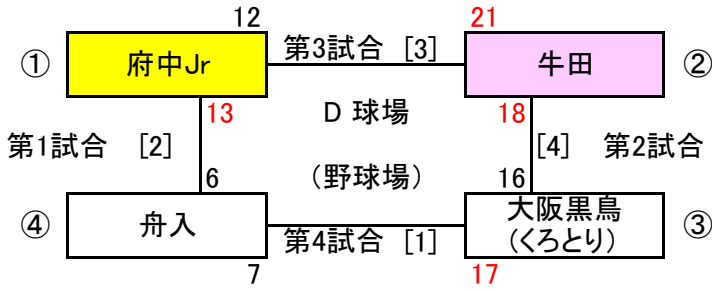 12 21
① 府中Jr 第3試合 [3] 牛田 ②
13 D 球場 18
第1試合 [2] [4] 第2試合
6 （野球場） 16
④ 舟入 大阪黒鳥 ③
(くろとり)
第4試合 [1]
7 17